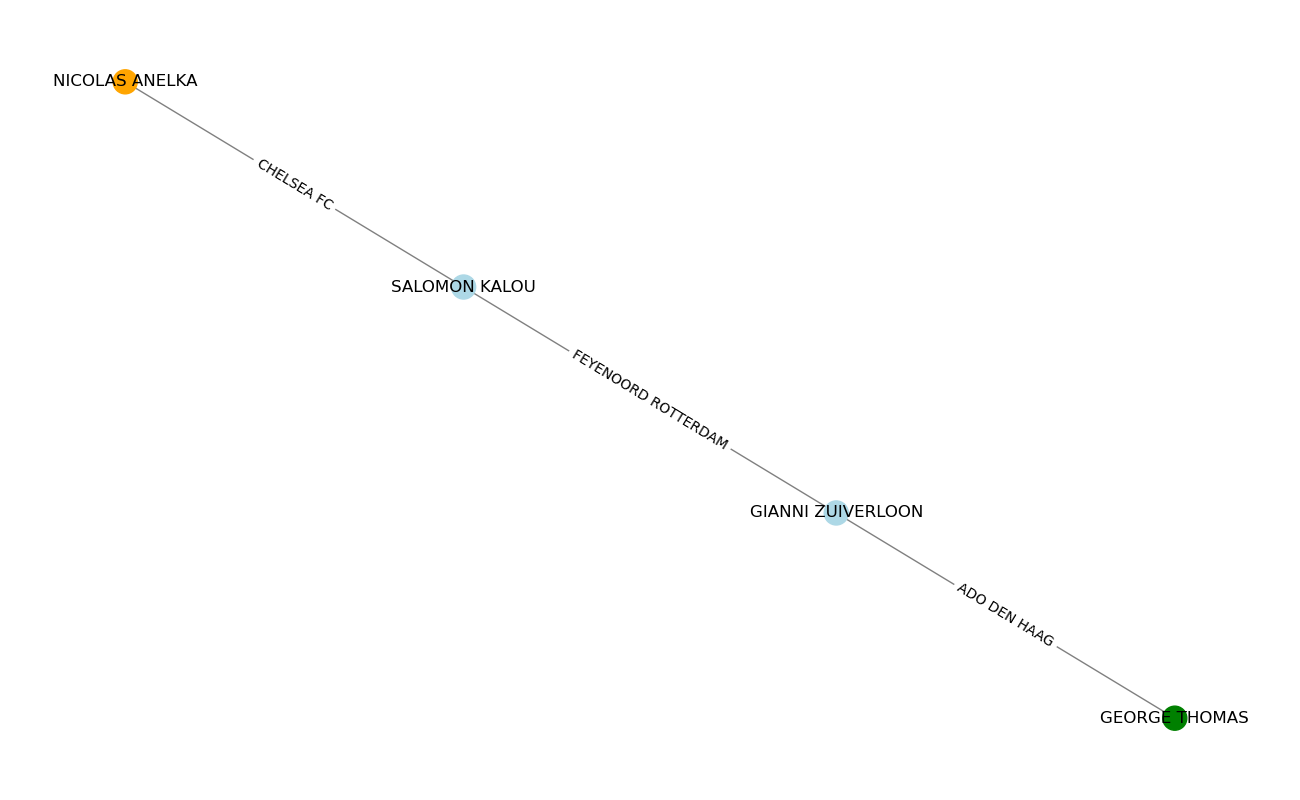 NICOLAS ANELKA
CHELSEA FC
SALOMON KALOU
FEYENOORD ROTTERDAM
GIANNI ZUIVERLOON
ADO DEN HAAG
GEORGE THOMAS